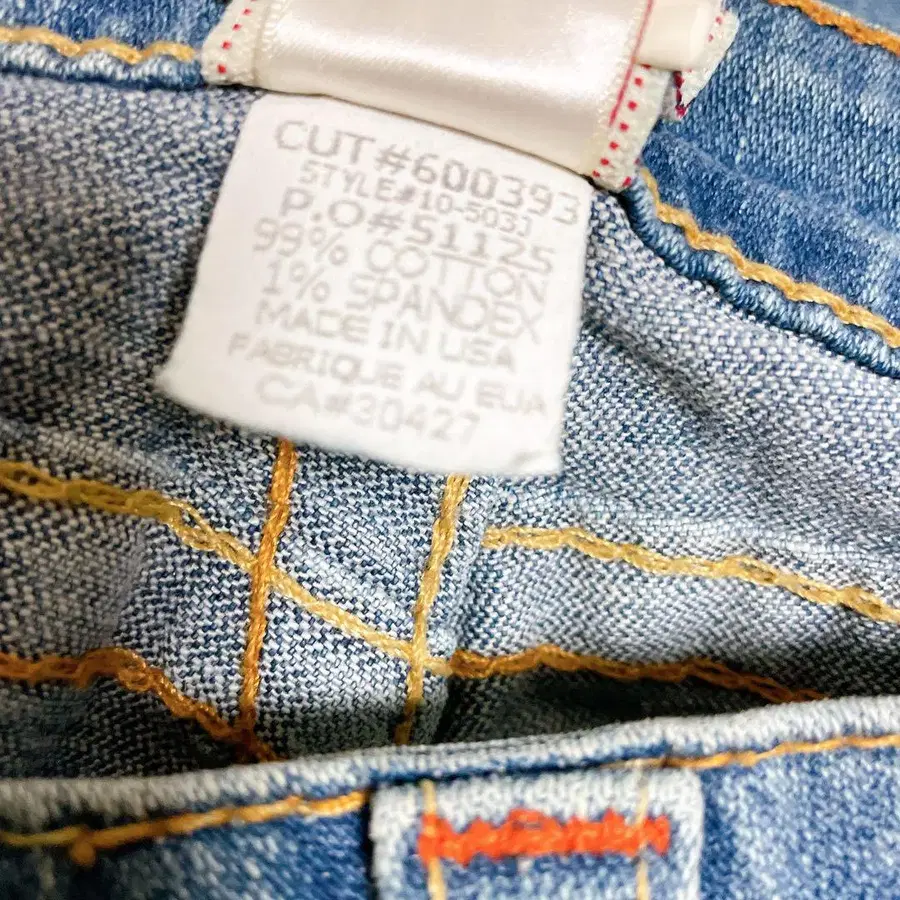 CUT#600393
STYLE#10-503J
P.O#51125
99% COTTON
1% SPANDEX
MADE IN USA
FABRIQUE AU EUA
CA#30427